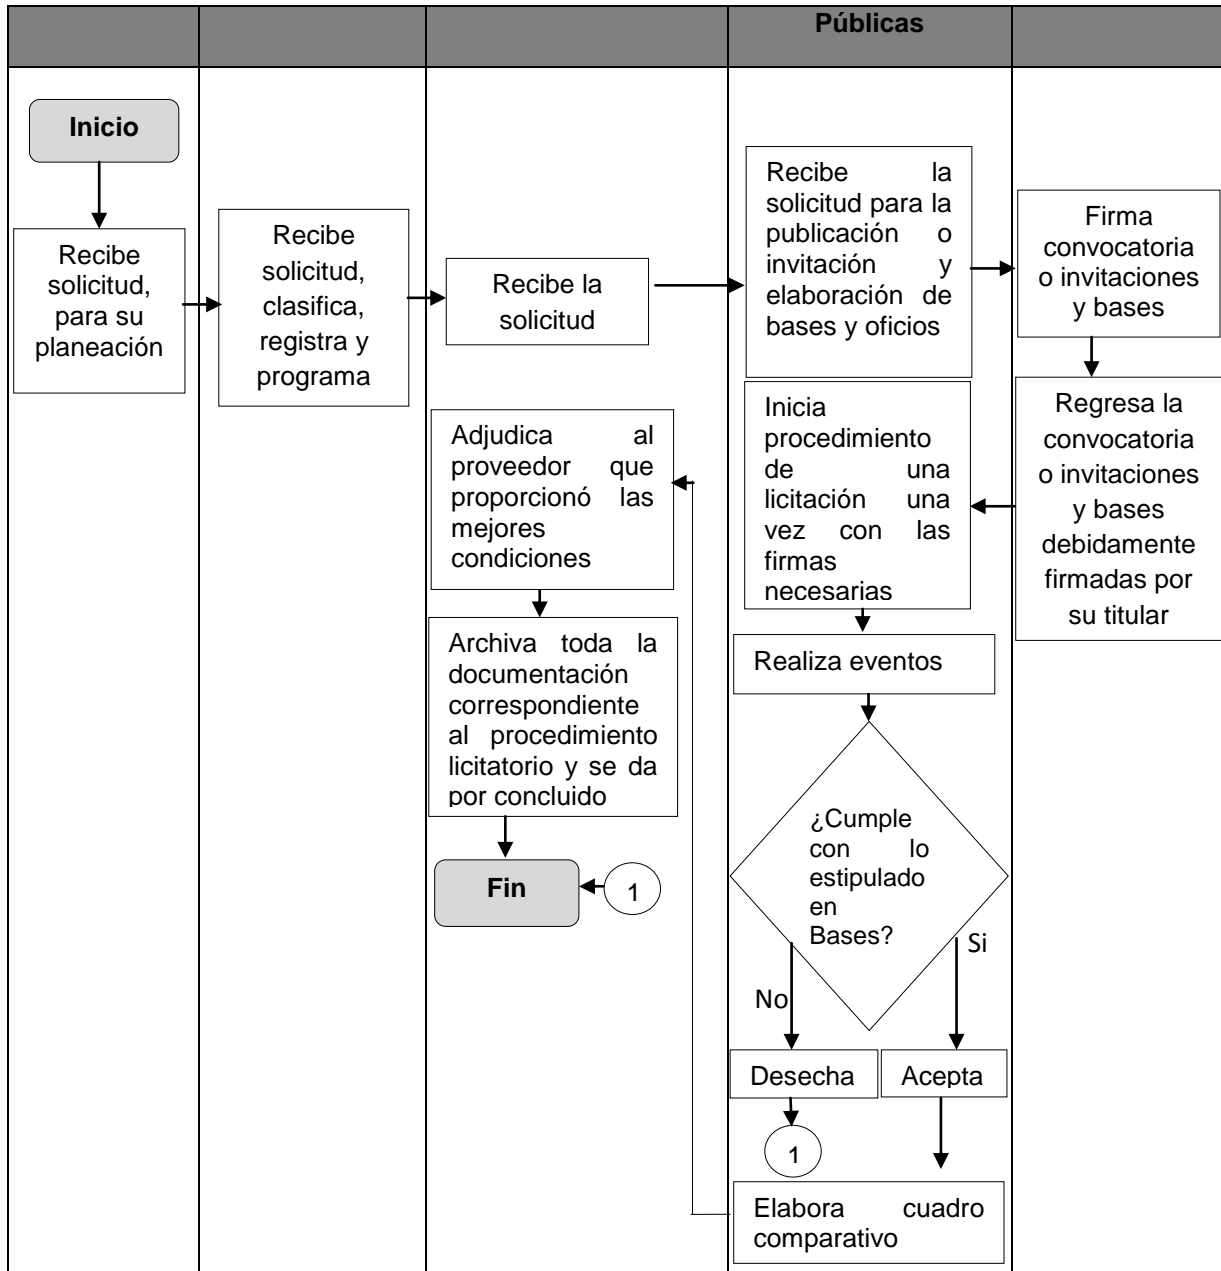 Públicas
Inicio
Recibe
solicitud,
para su
planeación
Recibe
solicitud,
clasifica,
registra y
programa
Recibe la
solicitud
Recibe la
solicitud para la
publicación o
invitación y
elaboración de
bases y oficios
Firma
convocatoria
o invitaciones
y bases
Regresa la
convocatoria
o invitaciones
y bases
debidamente
firmadas por
su titular
Inicia
procedimiento
de una
licitación una
vez con las
firmas
necesarias
Realiza eventos
¿Cumple
con lo
estipulado
en
Bases?
No
Si
Desecha
Acepta
1
Elabora cuadro
comparativo
Adjudica al
proveedor que
proporcionó las
mejores
condiciones
Archiva toda la
documentación
correspondiente
al procedimiento
licitatorio y se da
por concluido
Fin
1